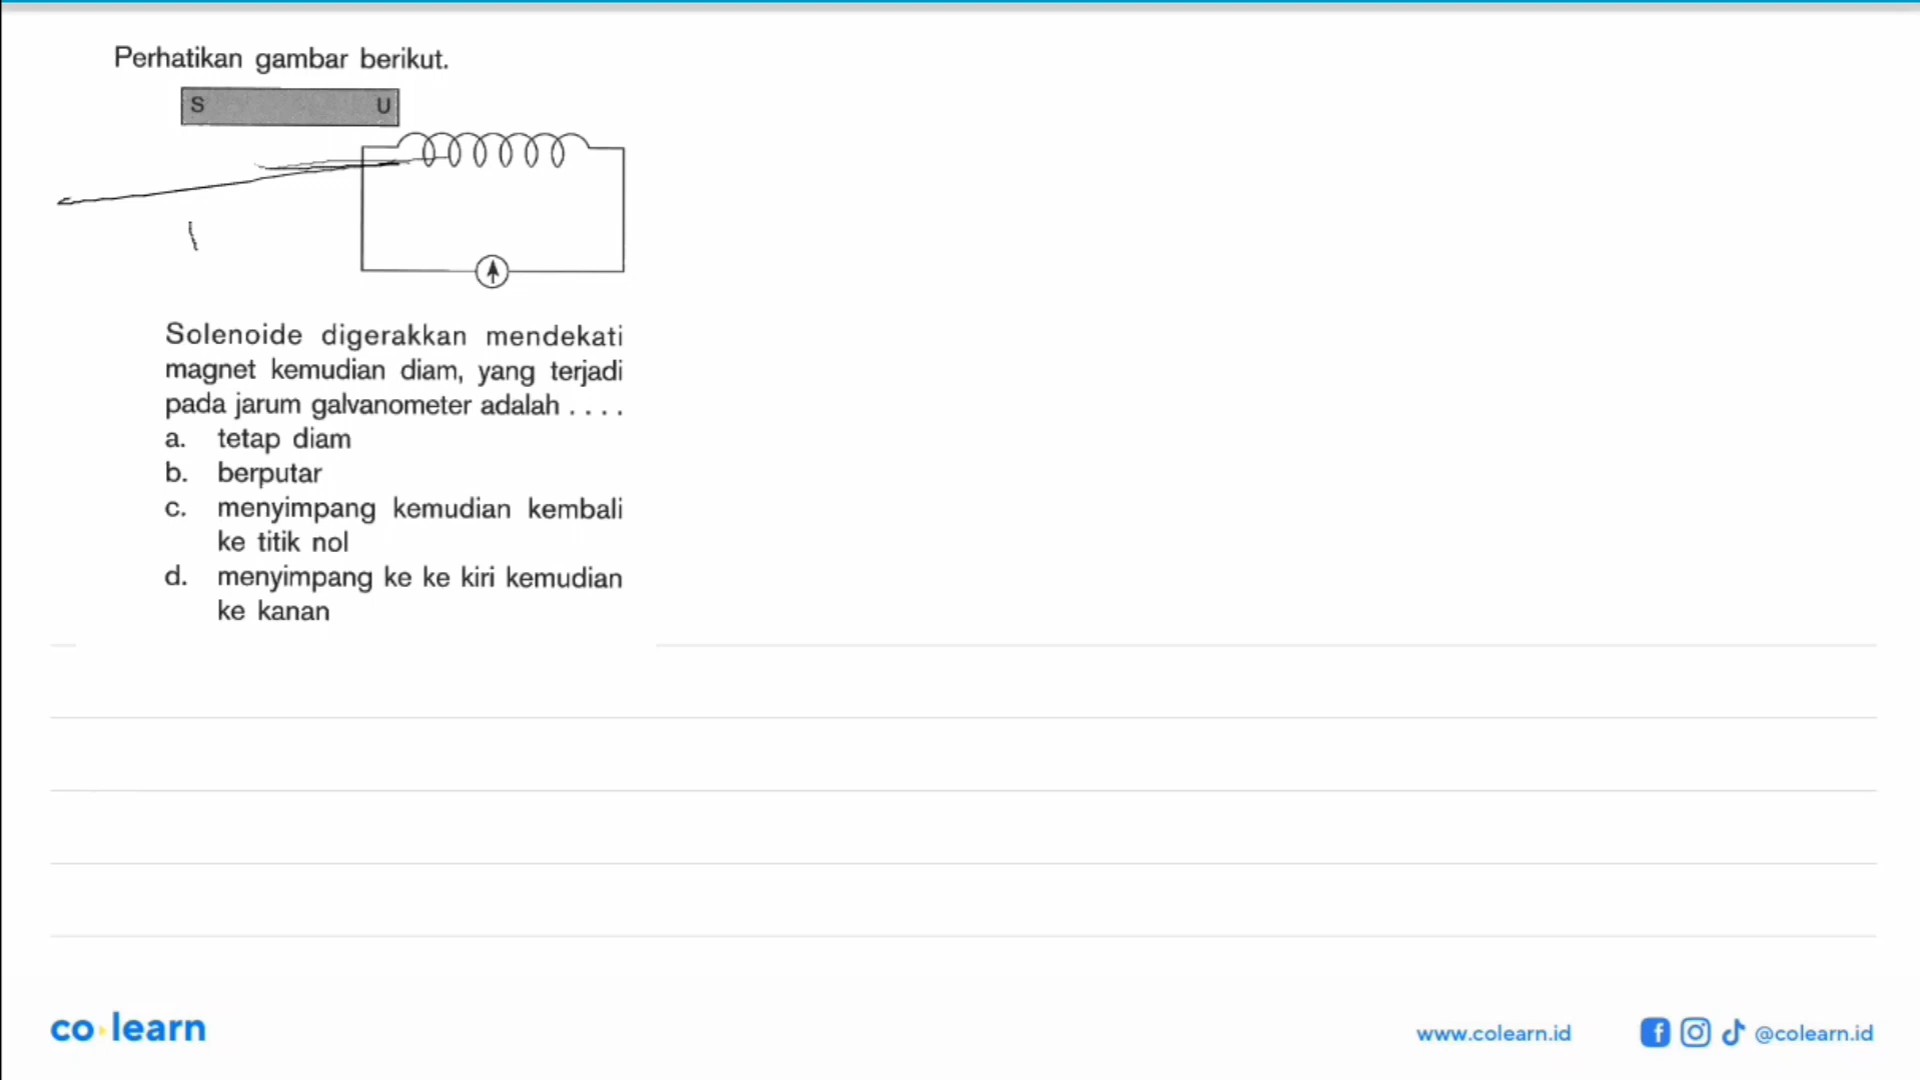 Perhatikan gambar berikut.
S U
Solenoide digerakkan mendekati
magnet kemudian diam, yang terjadi
pada jarum galvanometer adalah . . . .
a. tetap diam
b. berputar
c. menyimpang kemudian kembali
ke titik nol
d. menyimpang ke ke kiri kemudian
ke kanan
co learn
www.colearn.id
@colearn.id